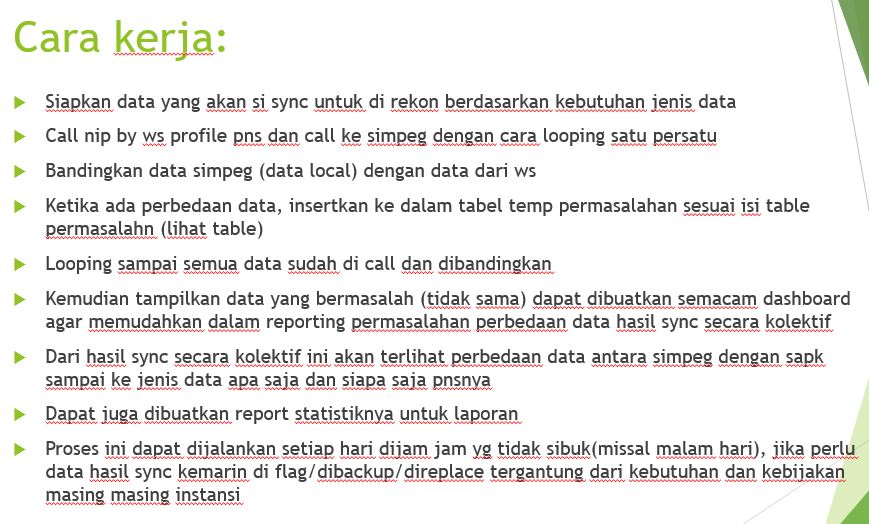 Cara kerja:
Siapkan data yang akan si sync untuk di rekon berdasarkan kebutuhan jenis data
Call nip by ws profile pns dan call ke simpeg dengan cara looping satu persatu
Bandingkan data simpeg (data local) dengan data dari ws
Ketika ada perbedaan data, insertkan ke dalam tabel temp permasalahan sesuai isi table
permasalahn (lihat table)
Looping sampai semua data sudah di call dan dibandingkan
Kemudian tampilkan data yang bermasalah (tidak sama) dapat dibuatkan semacam dashboard
agar memudahkan dalam reporting permasalahan perbedaan data hasil sync secara kolektif
Dari hasil sync secara kolektif ini akan terlihat perbedaan data antara simpeg dengan sapk
sampai ke jenis data apa saja dan siapa saja pnsnya
Dapat juga dibuatkan report statistiknya untuk laporan
Proses ini dapat dijalankan setiap hari dijam jam yg tidak sibuk(missal malam hari), jika perlu
data hasil sync kemarin di flag/dibackup/direplace tergantung dari kebutuhan dan kebijakan
masing masing instansi